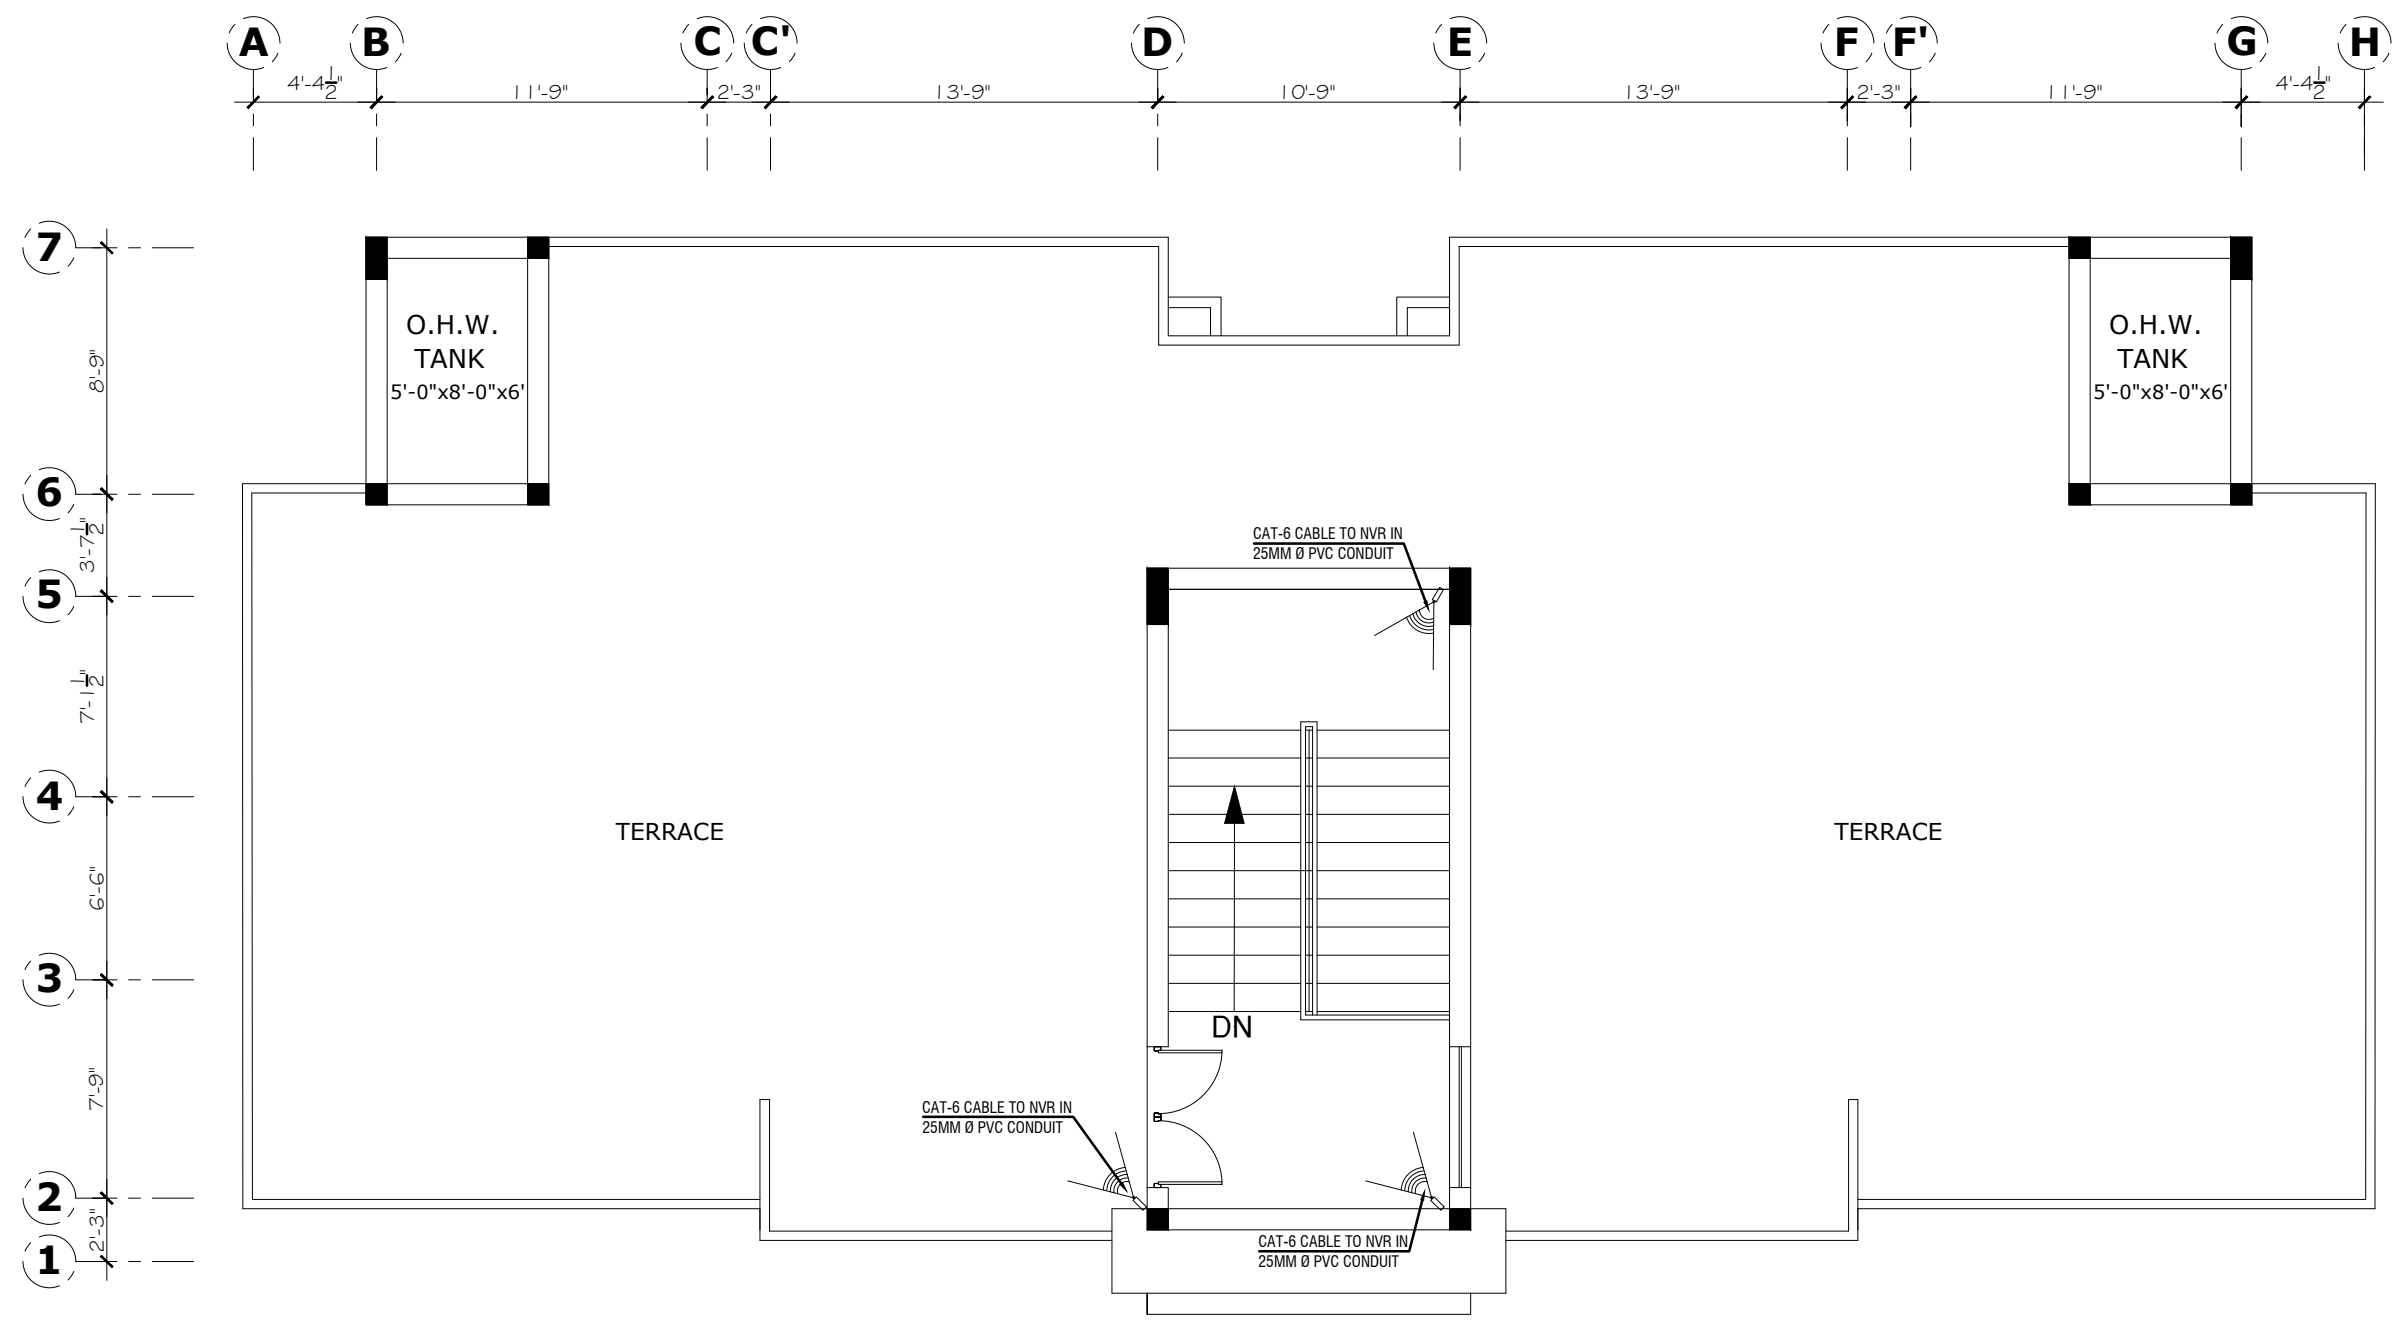 A B C C' D E F F' G H
4'-4½" 11'-9" 2'-3" 13'-9" 10'-9" 13'-9" 2'-3" 11'-9" 4'-4½"
7
O.H.W.
TANK
5'-0"x8'-0"x6'
O.H.W.
TANK
5'-0"x8'-0"x6'
8'-9"
6
3'-7½"
CAT-6 CABLE TO NVR IN
25MM Ø PVC CONDUIT
5
7'-1½"
4
TERRACE
TERRACE
6'-6"
3
DN
7'-9"
CAT-6 CABLE TO NVR IN
25MM Ø PVC CONDUIT
2
2'-3"
CAT-6 CABLE TO NVR IN
25MM Ø PVC CONDUIT
1